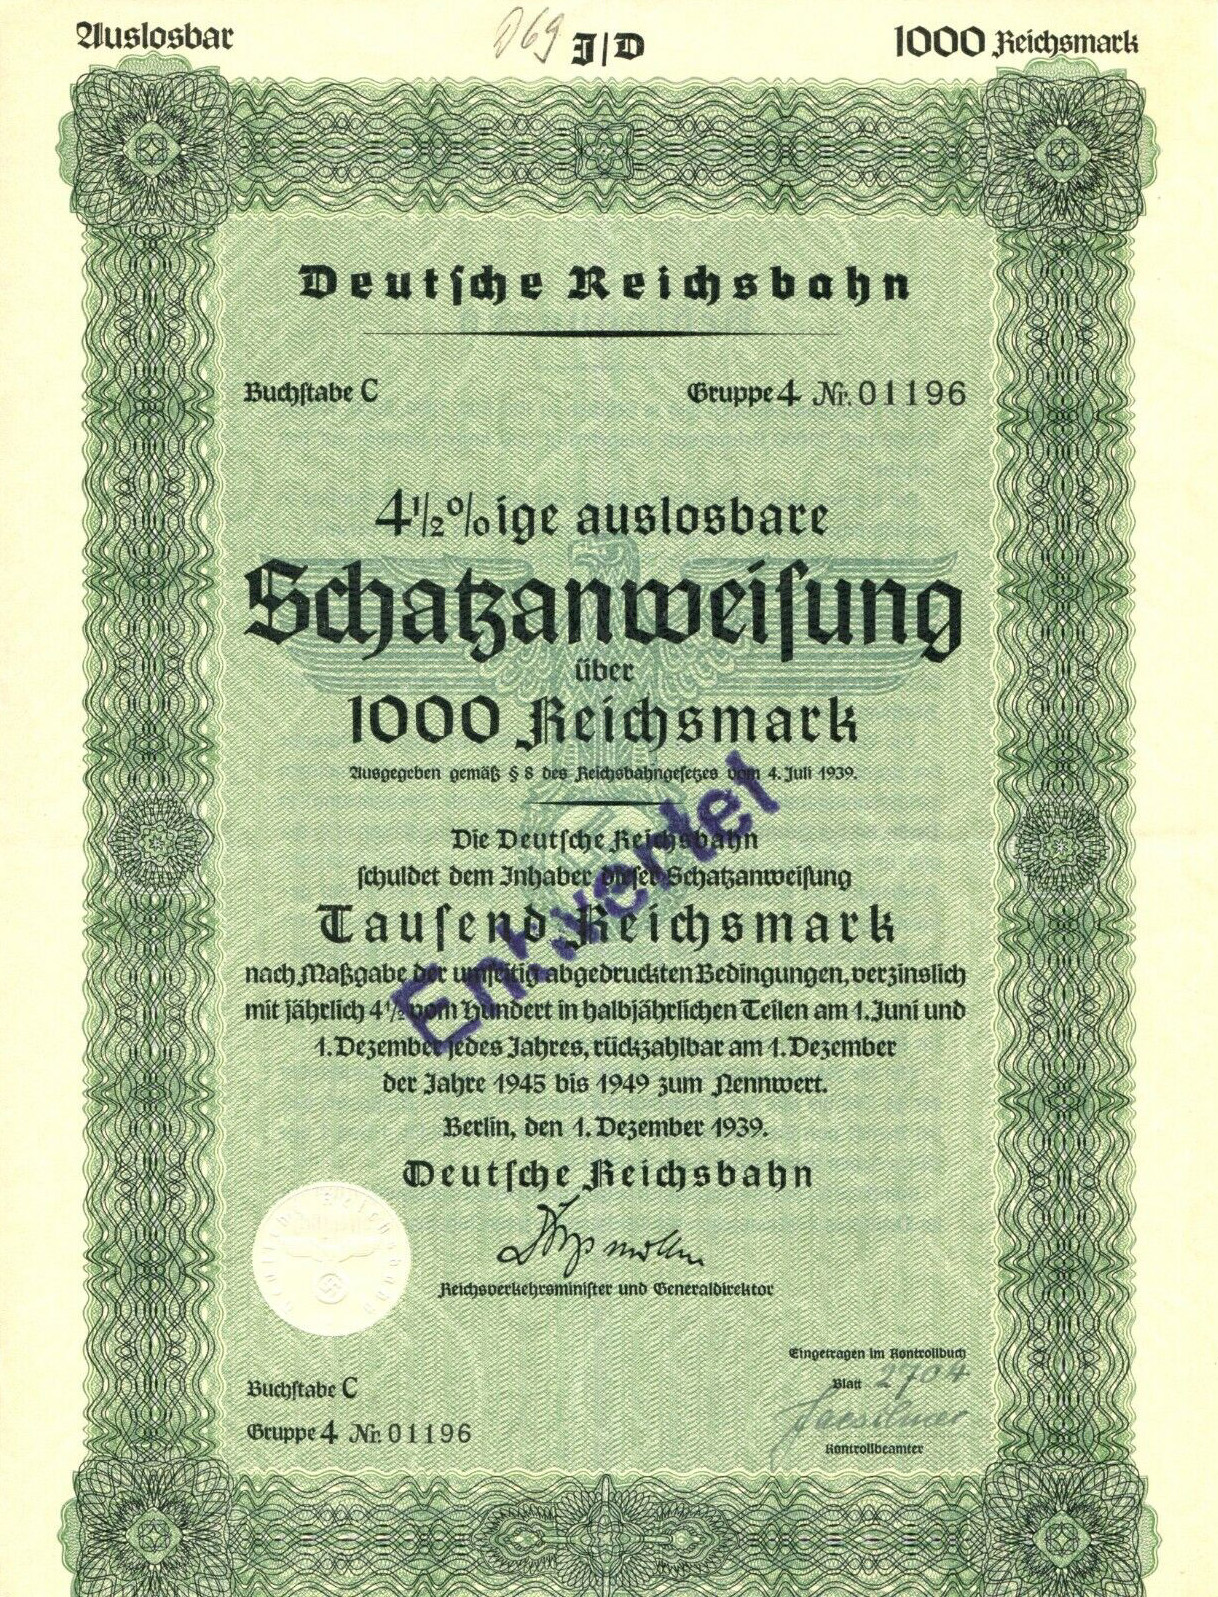 Auslosbar
D69 J/D
1000 Reichsmark
Deutsche Reichsbahn
Buchstabe C
Gruppe 4 Nr. 01196
4½%ige auslosbare
Schatzanweisung
über
1000 Reichsmark
Ausgegeben gemäß § 8 des Reichsbahngesetzes vom 4. Juli 1939.
Die Deutsche Reichsbahn
schuldet dem Inhaber dieser Schatzanweisung
Tausend Reichsmark
nach Maßgabe der umseitig abgedruckten Bedingungen, verzinslich
mit jährlich 4½ vom Hundert in halbjährlichen Teilen am 1. Juni und
1. Dezember jedes Jahres, rückzahlbar am 1. Dezember
der Jahre 1945 bis 1949 zum Nennwert.
Entwertet
Berlin, den 1. Dezember 1939.
Deutsche Reichsbahn
Dorpmüller
Reichsverkehrsminister und Generaldirektor
Eingetragen im Kontrollbuch
Blatt 2704
Kontrollbeamter
Buchstabe C
Gruppe 4 Nr. 01196